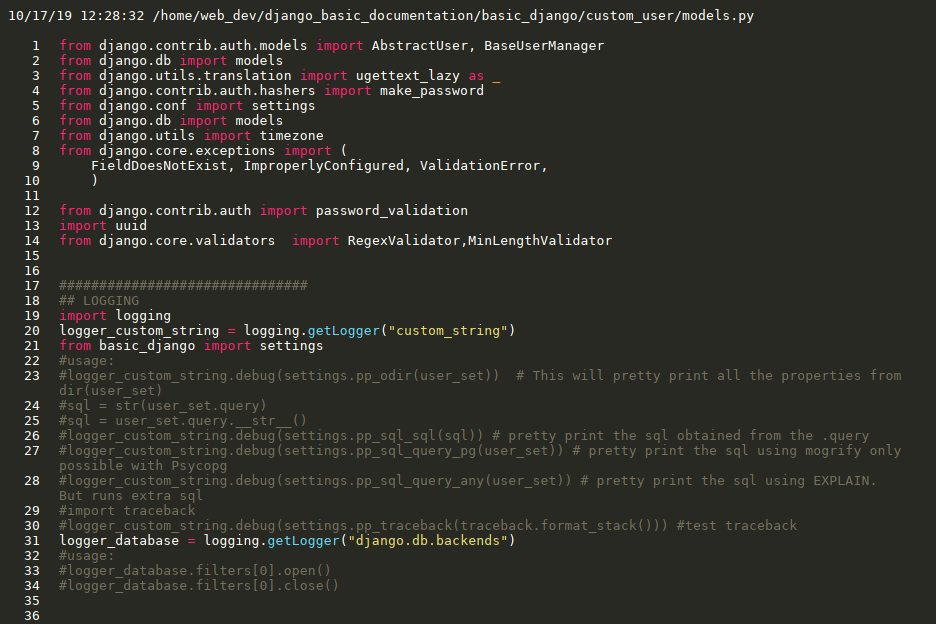 10/17/19 12:28:32 /home/web_dev/django_basic_documentation/basic_django/custom_user/models.py
1 from django.contrib.auth.models import AbstractUser, BaseUserManager
2 from django.db import models
3 from django.utils.translation import ugettext_lazy as _
4 from django.contrib.auth.hashers import make_password
5 from django.conf import settings
6 from django.db import models
7 from django.utils import timezone
8 from django.core.exceptions import (
9     FieldDoesNotExist, ImproperlyConfigured, ValidationError,
10     )
11
12 from django.contrib.auth import password_validation
13 import uuid
14 from django.core.validators  import RegexValidator,MinLengthValidator
15
16
17 ###############################
18 ## LOGGING
19 import logging
20 logger_custom_string = logging.getLogger("custom_string")
21 from basic_django import settings
22 #usage:
23 #logger_custom_string.debug(settings.pp_odir(user_set))  # This will pretty print all the properties from
dir(user_set)
24 #sql = str(user_set.query)
25 #sql = user_set.query.__str__()
26 #logger_custom_string.debug(settings.pp_sql_sql(sql)) # pretty print the sql obtained from the .query
27 #logger_custom_string.debug(settings.pp_sql_query_pg(user_set)) # pretty print the sql using mogrify only
possible with Psycopg
28 #logger_custom_string.debug(settings.pp_sql_query_any(user_set)) # pretty print the sql using EXPLAIN.
But runs extra sql
29 #import traceback
30 #logger_custom_string.debug(settings.pp_traceback(traceback.format_stack())) #test traceback
31 logger_database = logging.getLogger("django.db.backends")
32 #usage:
33 #logger_database.filters[0].open()
34 #logger_database.filters[0].close()
35
36